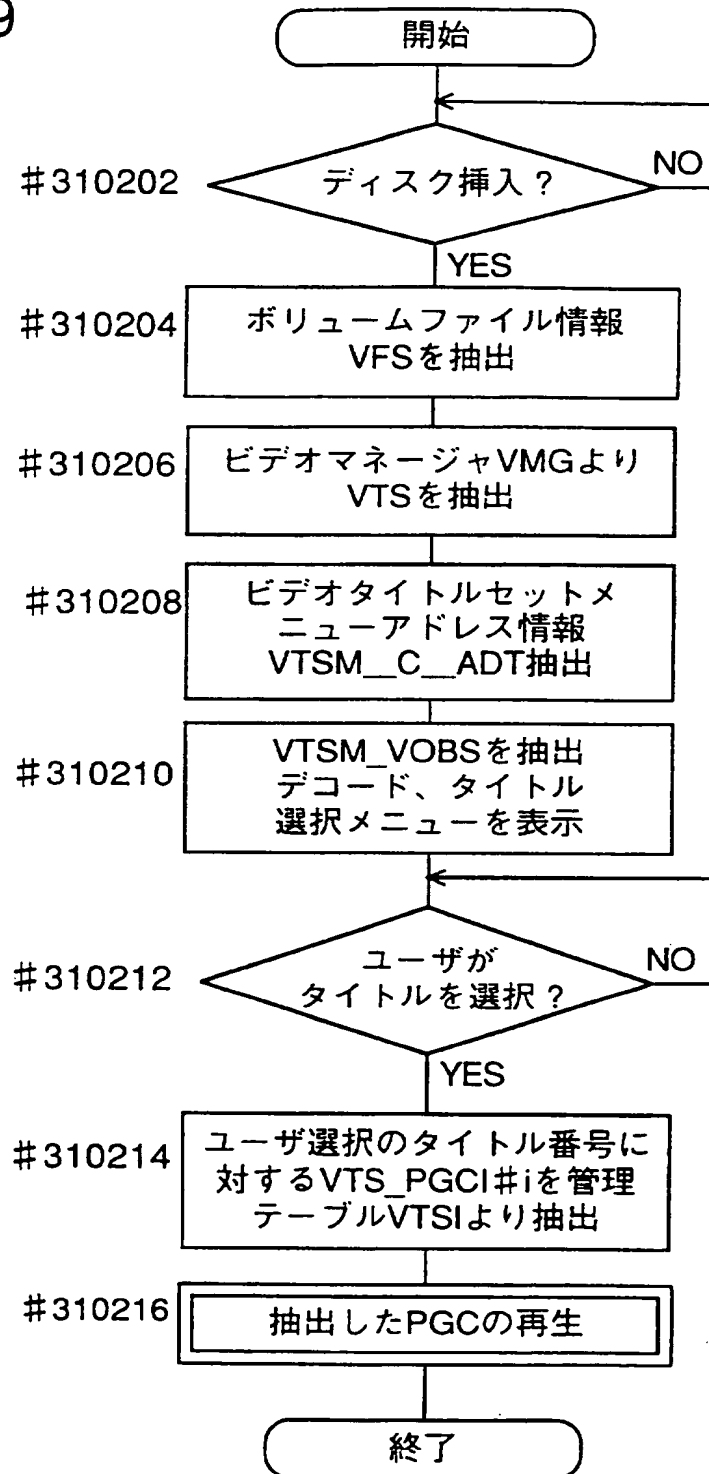 9
開始
#310202
ディスク挿入?
NO
YES
#310204
ボリュームファイル情報
VFSを抽出
#310206
ビデオマネージャVMGより
VTSを抽出
#310208
ビデオタイトルセットメ
ニューアドレス情報
VTSM__C__ADT抽出
#310210
VTSM_VOBSを抽出
デコード、タイトル
選択メニューを表示
#310212
ユーザが
タイトルを選択?
NO
YES
#310214
ユーザ選択のタイトル番号に
対するVTS_PGCI#iを管理
テーブルVTSIより抽出
#310216
抽出したPGCの再生
終了